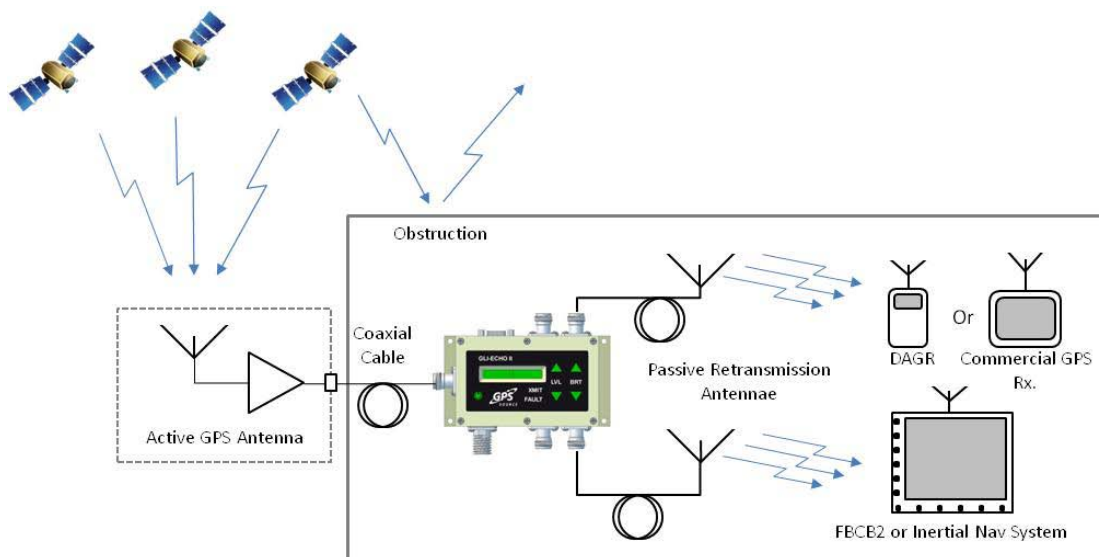 Obstruction
Coaxial
Cable
Active GPS Antenna
GLI-ECHO II
LVL
BRT
XMIT
FAULT
GPS
SOURCE
Passive Retransmission
Antennae
DAGR
Or
Commercial GPS
Rx.
FBCB2 or Inertial Nav System